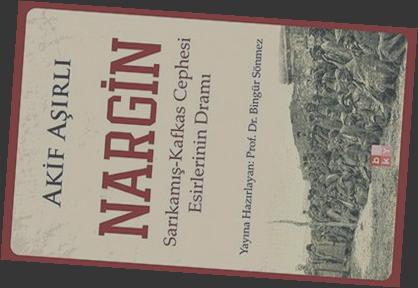 AKİF AŞIRLI
NARGİN
Sarıkamış-Kafkas Cephesi
Esirlerinin Dramı
Yayına Hazırlayan: Prof. Dr. Bingür Sönmez
b
k y